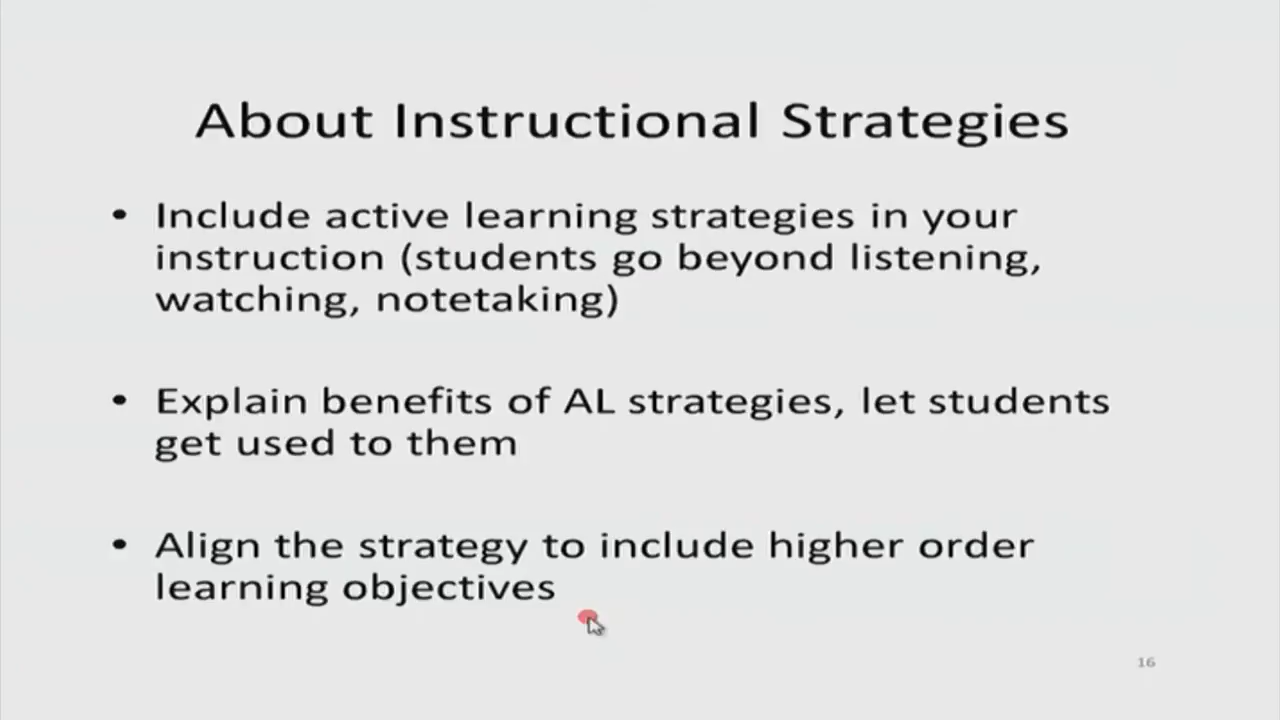 About Instructional Strategies
• Include active learning strategies in your
instruction (students go beyond listening,
watching, notetaking)
• Explain benefits of AL strategies, let students
get used to them
• Align the strategy to include higher order
learning objectives
16